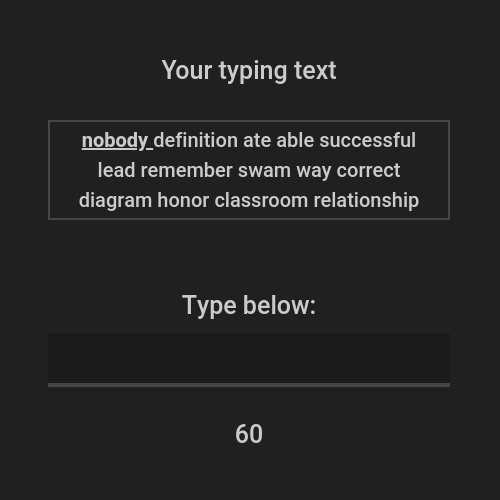 Your typing text
nobody definition ate able successful
lead remember swam way correct
diagram honor classroom relationship
Type below:
60